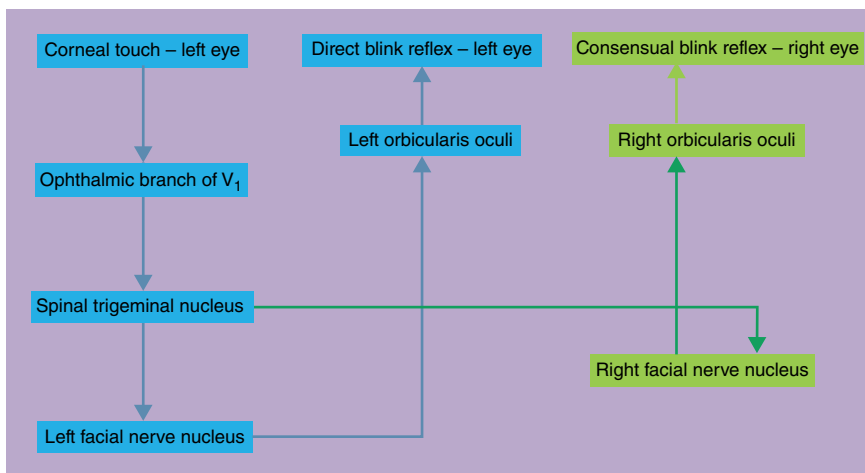 Corneal touch – left eye
Direct blink reflex – left eye
Consensual blink reflex – right eye
Left orbicularis oculi
Right orbicularis oculi
Ophthalmic branch of V1
Spinal trigeminal nucleus
Right facial nerve nucleus
Left facial nerve nucleus